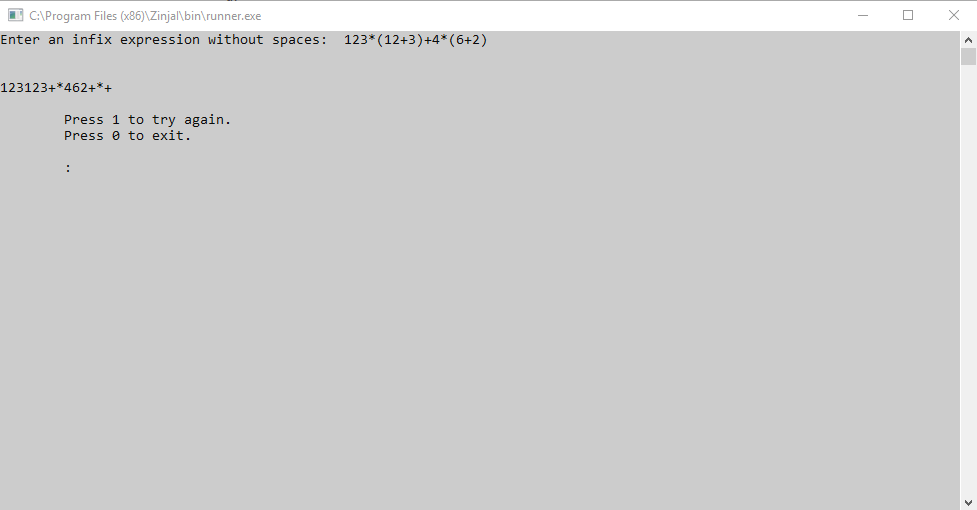 C:\Program Files (x86)\Zinjal\bin\runner.exe
Enter an infix expression without spaces:  123*(12+3)+4*(6+2)
123123+*462+*+
Press 1 to try again.
Press 0 to exit.
: